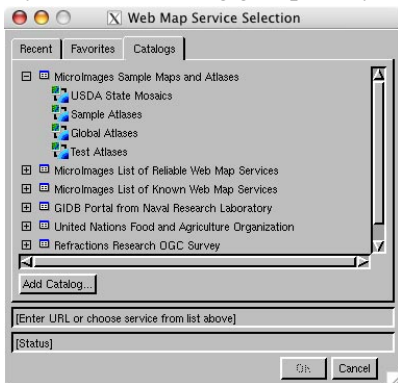 Web Map Service Selection
Recent Favorites Catalogs
MicroImages Sample Maps and Atlases
USDA State Mosaics
Sample Atlases
Global Atlases
Test Atlases
MicroImages List of Reliable Web Map Services
MicroImages List of Known Web Map Services
GIDB Portal from Naval Research Laboratory
United Nations Food and Agriculture Organization
Refractions Research OGC Survey
Add Catalog...
[Enter URL or choose service from list above]
[Status]
OK Cancel